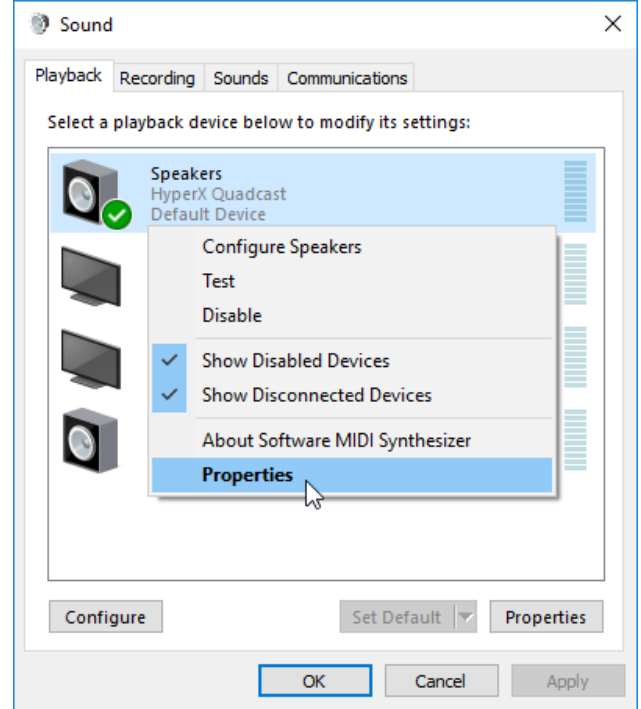 Sound
Playback Recording Sounds Communications
Select a playback device below to modify its settings:
Speakers
HyperX Quadcast
Default Device
Configure Speakers
Test
Disable
Show Disabled Devices
Show Disconnected Devices
About Software MIDI Synthesizer
Properties
Configure Set Default Properties
OK Cancel Apply